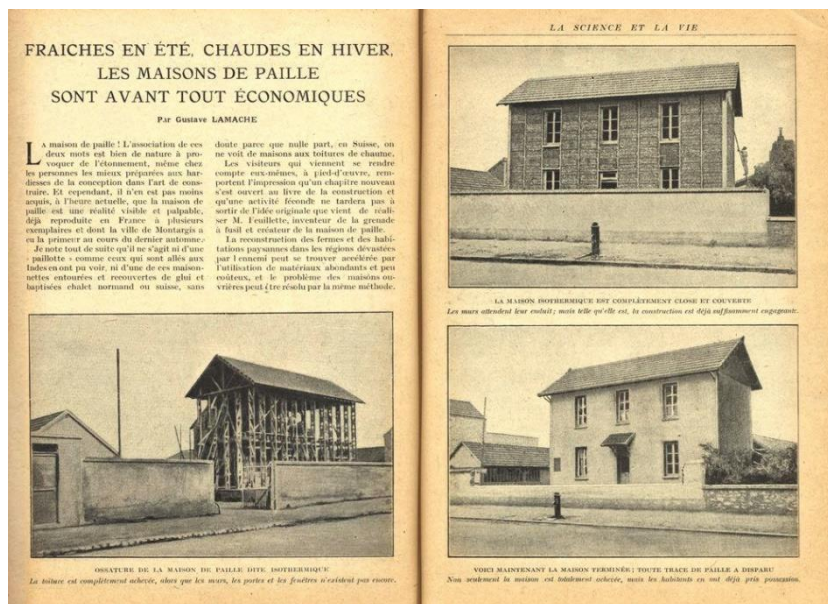 FRAICHES EN ÉTÉ, CHAUDES EN HIVER,
LES MAISONS DE PAILLE
SONT AVANT TOUT ÉCONOMIQUES
Par Gustave LAMACHE
LA maison de paille ! L'association de ces
deux mots est bien de nature à pro-
voquer de l'étonnement, même chez
les personnes les mieux préparées aux har-
diesses de la conception dans l'art de cons-
truire. Et cependant, il n'en est pas moins
acquis, à l'heure actuelle, que la maison de
paille est une réalité visible et palpable,
déjà reproduite en France à plusieurs
exemplaires et dont la ville de Montargis a
eu la primeur au cours du dernier automne.
Je note tout de suite qu'il ne s'agit ni d'une
« paillotte » comme ceux qui sont allés aux
Indes en ont pu voir, ni d'une de ces maison-
nettes entourées et recouvertes de glui et
baptisées chalet normand ou suisse, sans
doute parce que nulle part, en Suisse, on
ne voit de maisons aux toitures de chaume.
Les visiteurs qui viennent se rendre
compte eux-mêmes, à pied-d'œuvre, rem-
portent l'impression qu'un chapitre nouveau
s'est ouvert au livre de la construction et
qu'une activité féconde ne tardera pas à
sortir de l'idée originale que vient de réali-
ser M. Feuillette, inventeur de la grenade
à fusil et créateur de la maison de paille.
La reconstruction des fermes et des habi-
tations paysannes dans les régions dévastées
par l'ennemi peut se trouver accélérée par
l'utilisation de matériaux abondants et peu
coûteux, et le problème des maisons ou-
vrières peut être résolu par la même méthode.
OSSATURE DE LA MAISON DE PAILLE DITE ISOTHERMIQUE
La toiture est complètement achevée, alors que les murs, les portes et les fenêtres n'existent pas encore.
LA SCIENCE ET LA VIE
LA MAISON ISOTHERMIQUE EST COMPLÈTEMENT CLOSE ET COUVERTE
Les murs attendent leur enduit ; mais telle qu'elle est, la construction est déjà suffisamment engageante.
VOICI MAINTENANT LA MAISON TERMINÉE ; TOUTE TRACE DE PAILLE A DISPARU
Non seulement la maison est totalement achevée, mais les habitants en ont déjà pris possession.